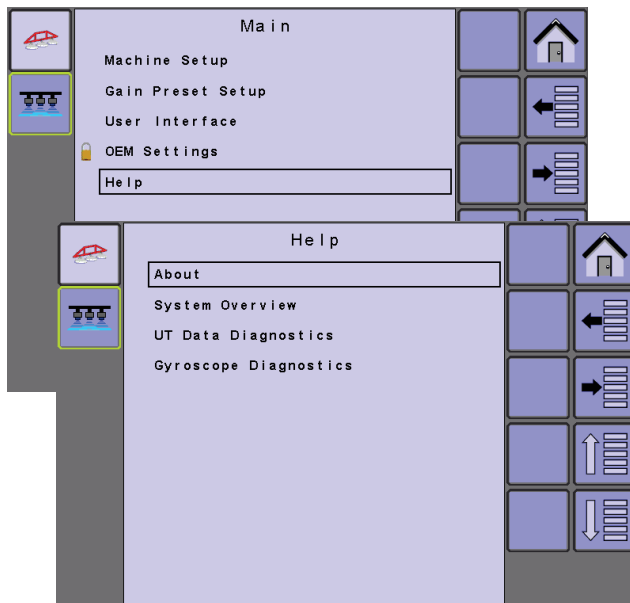 Main
Machine Setup
Gain Preset Setup
User Interface
OEM Settings
Help
Help
About
System Overview
UT Data Diagnostics
Gyroscope Diagnostics